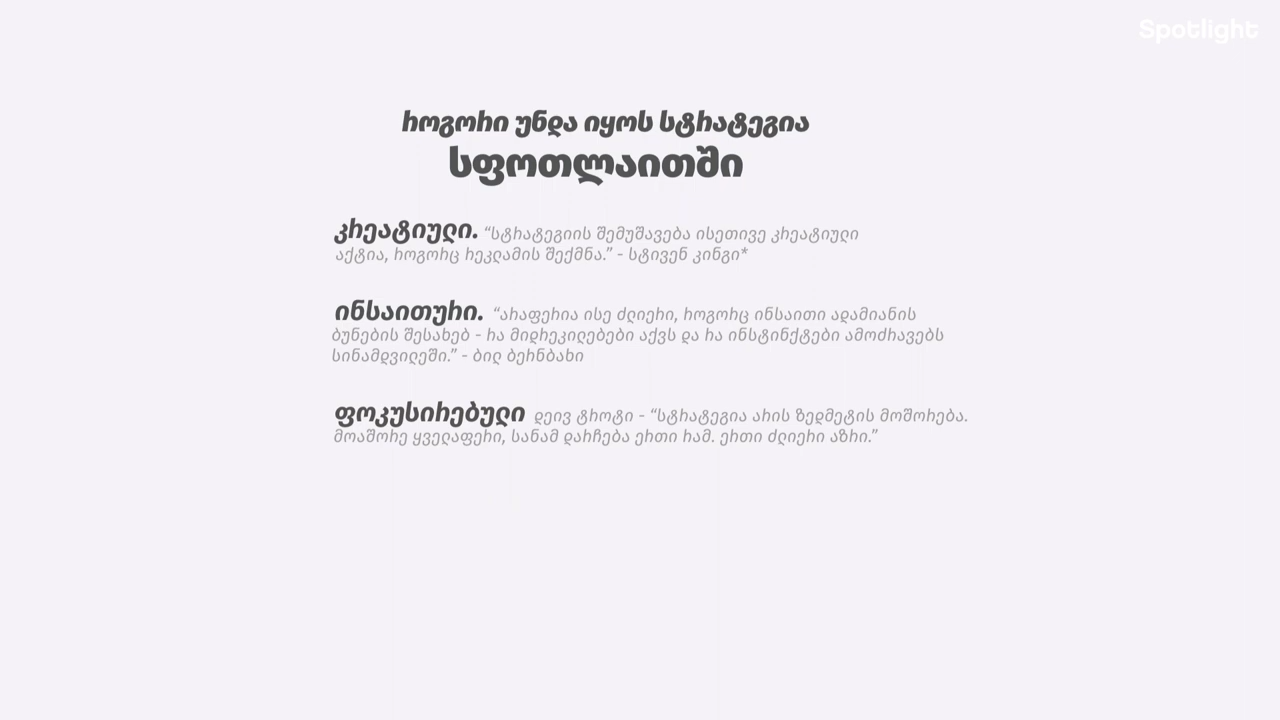 Spotlight
როგორი უნდა იყოს სტრატეგია
სფოთლაითში
კრეატიული. “სტრატეგიის შემუშავება ისეთივე კრეატიული
აქტია, როგორც რეკლამის შექმნა.” - სტივენ კინგი*
ინსაითური. “არაფერია ისე ძლიერი, როგორც ინსაითი ადამიანის
ბუნების შესახებ - რა მიდრეკილებები აქვს და რა ინსტინქტები ამოძრავებს
სინამდვილეში.” - ბილ ბერნბახი
ფოკუსირებული დეივ ტროტი - “სტრატეგია არის ზედმეტის მოშორება.
მოაშორე ყველაფერი, სანამ დარჩება ერთი რამ. ერთი ძლიერი აზრი.”